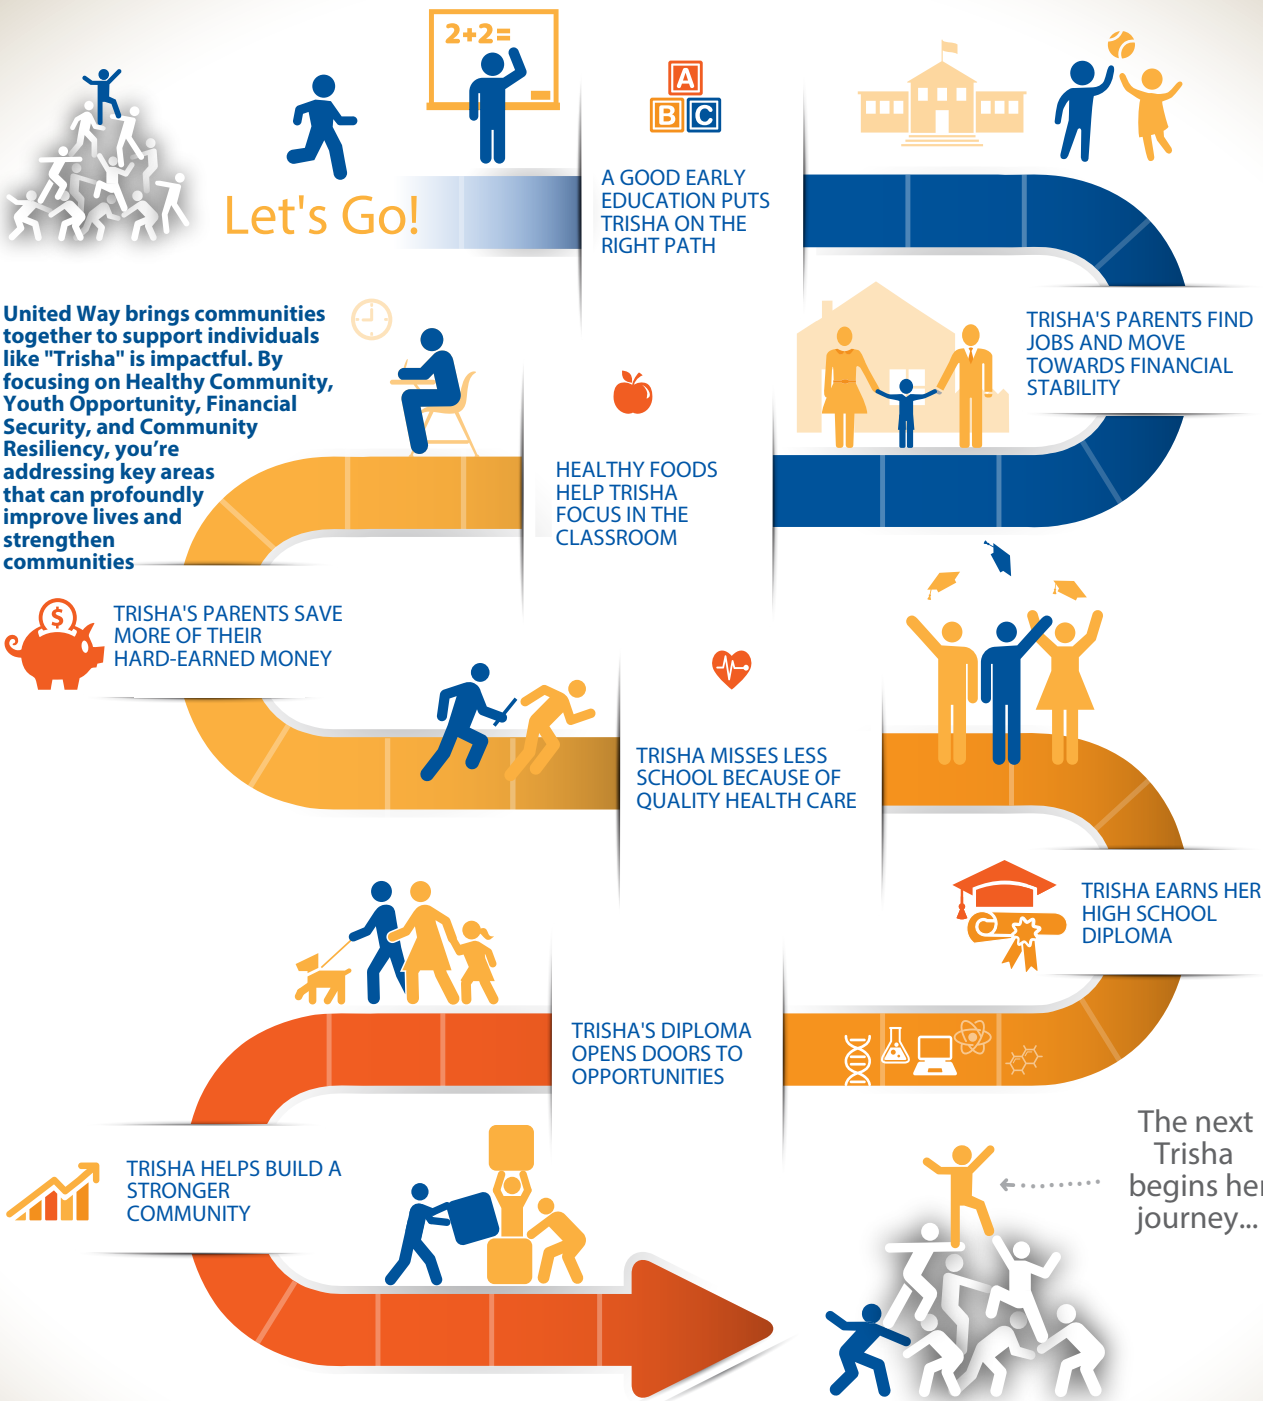 2+2=
A
B C
Let's Go!
A GOOD EARLY
EDUCATION PUTS
TRISHA ON THE
RIGHT PATH
United Way brings communities
together to support individuals
like "Trisha" is impactful. By
focusing on Healthy Community,
Youth Opportunity, Financial
Security, and Community
Resiliency, you’re
addressing key areas
that can profoundly
improve lives and
strengthen
communities
TRISHA'S PARENTS FIND
JOBS AND MOVE
TOWARDS FINANCIAL
STABILITY
HEALTHY FOODS
HELP TRISHA
FOCUS IN THE
CLASSROOM
$
TRISHA'S PARENTS SAVE
MORE OF THEIR
HARD-EARNED MONEY
TRISHA MISSES LESS
SCHOOL BECAUSE OF
QUALITY HEALTH CARE
TRISHA EARNS HER
HIGH SCHOOL
DIPLOMA
TRISHA'S DIPLOMA
OPENS DOORS TO
OPPORTUNITIES
TRISHA HELPS BUILD A
STRONGER
COMMUNITY
The next
Trisha
begins her
journey...